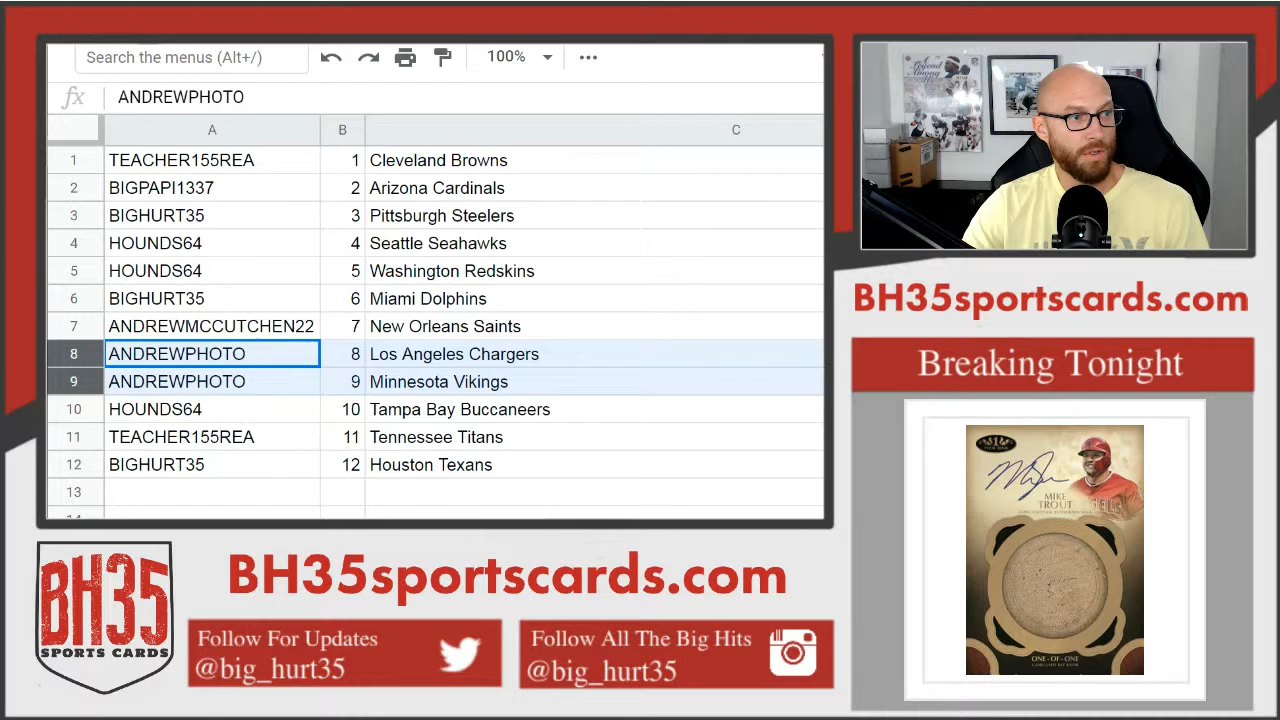 Search the menus (Alt+/)
100%
fx
ANDREWPHOTO
A B C
1 TEACHER155REA 1 Cleveland Browns
2 BIGPAPI1337 2 Arizona Cardinals
3 BIGHURT35 3 Pittsburgh Steelers
4 HOUNDS64 4 Seattle Seahawks
5 HOUNDS64 5 Washington Redskins
6 BIGHURT35 6 Miami Dolphins
7 ANDREWMCCUTCHEN22 7 New Orleans Saints
8 ANDREWPHOTO 8 Los Angeles Chargers
9 ANDREWPHOTO 9 Minnesota Vikings
10 HOUNDS64 10 Tampa Bay Buccaneers
11 TEACHER155REA 11 Tennessee Titans
12 BIGHURT35 12 Houston Texans
13
BH35sportscards.com
Breaking Tonight
MIKE
TROUT
ONE-OF-ONE
BH35
SPORTS CARDS
BH35sportscards.com
Follow For Updates
@big_hurt35
Follow All The Big Hits
@big_hurt35